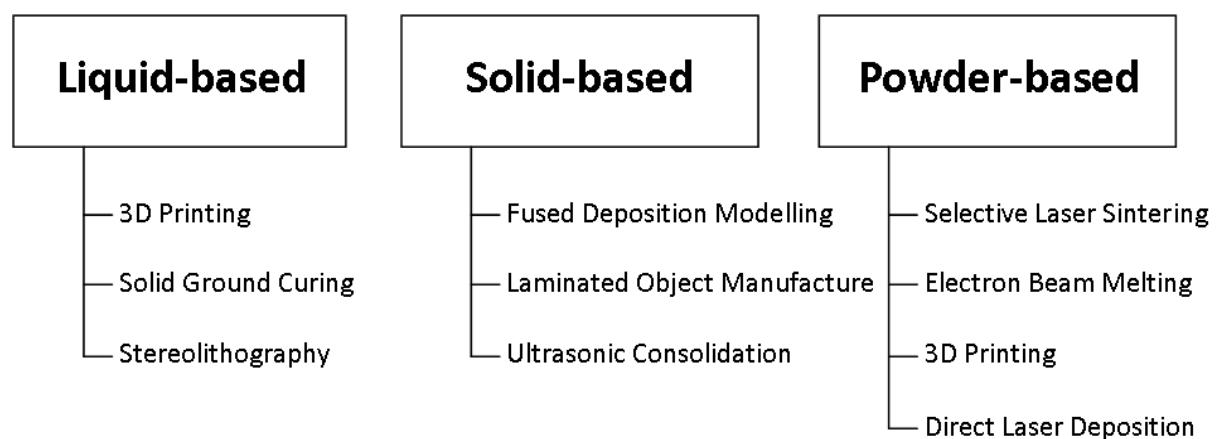 Liquid-based
3D Printing
Solid Ground Curing
Stereolithography
Solid-based
Fused Deposition Modelling
Laminated Object Manufacture
Ultrasonic Consolidation
Powder-based
Selective Laser Sintering
Electron Beam Melting
3D Printing
Direct Laser Deposition